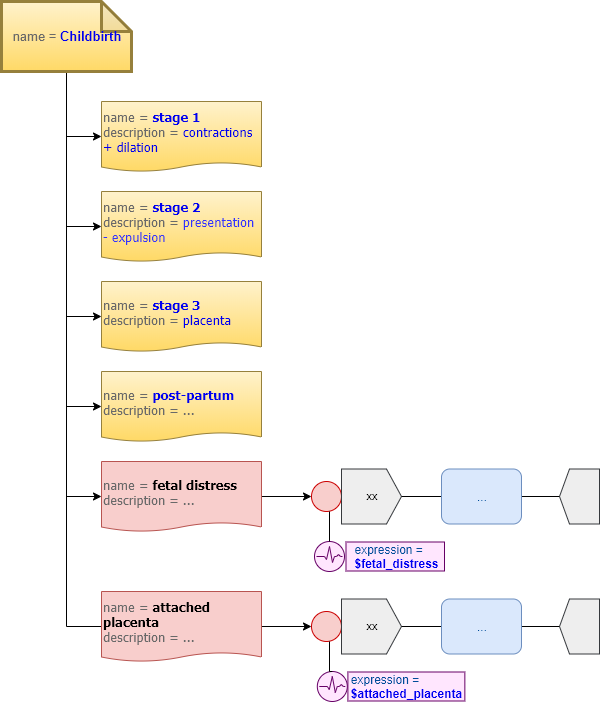 name = Childbirth
name = stage 1
description = contractions
+ dilation
name = stage 2
description = presentation
- expulsion
name = stage 3
description = placenta
name = post-partum
description = ...
name = fetal distress
description = ...
xx
...
expression =
$fetal_distress
name = attached
placenta
description = ...
xx
...
expression =
$attached_placenta